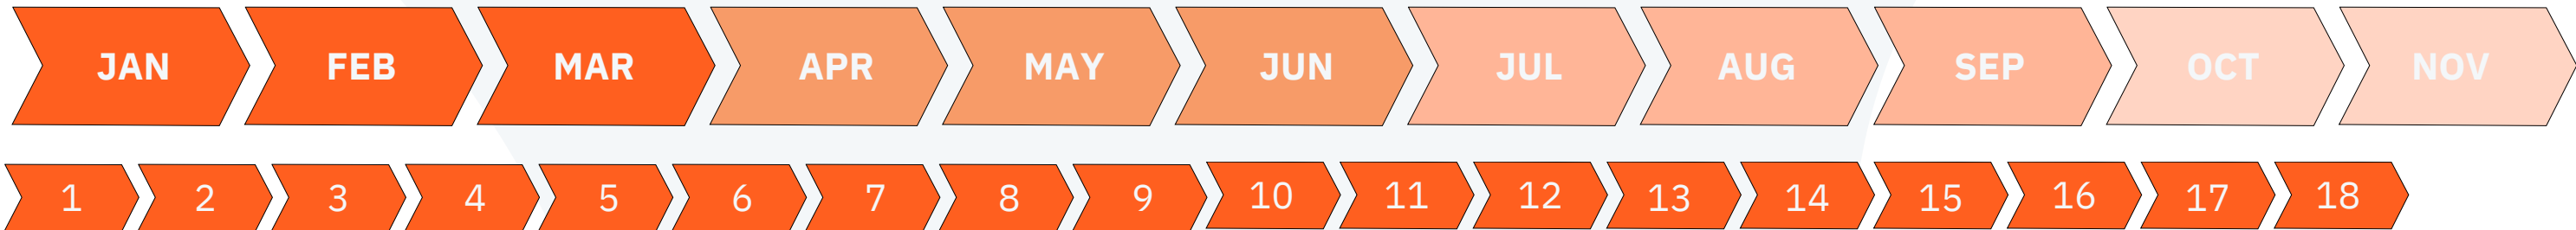 JAN FEB MAR APR MAY JUN JUL AUG SEP OCT NOV
1 2 3 4 5 6 7 8 9 10 11 12 13 14 15 16 17 18